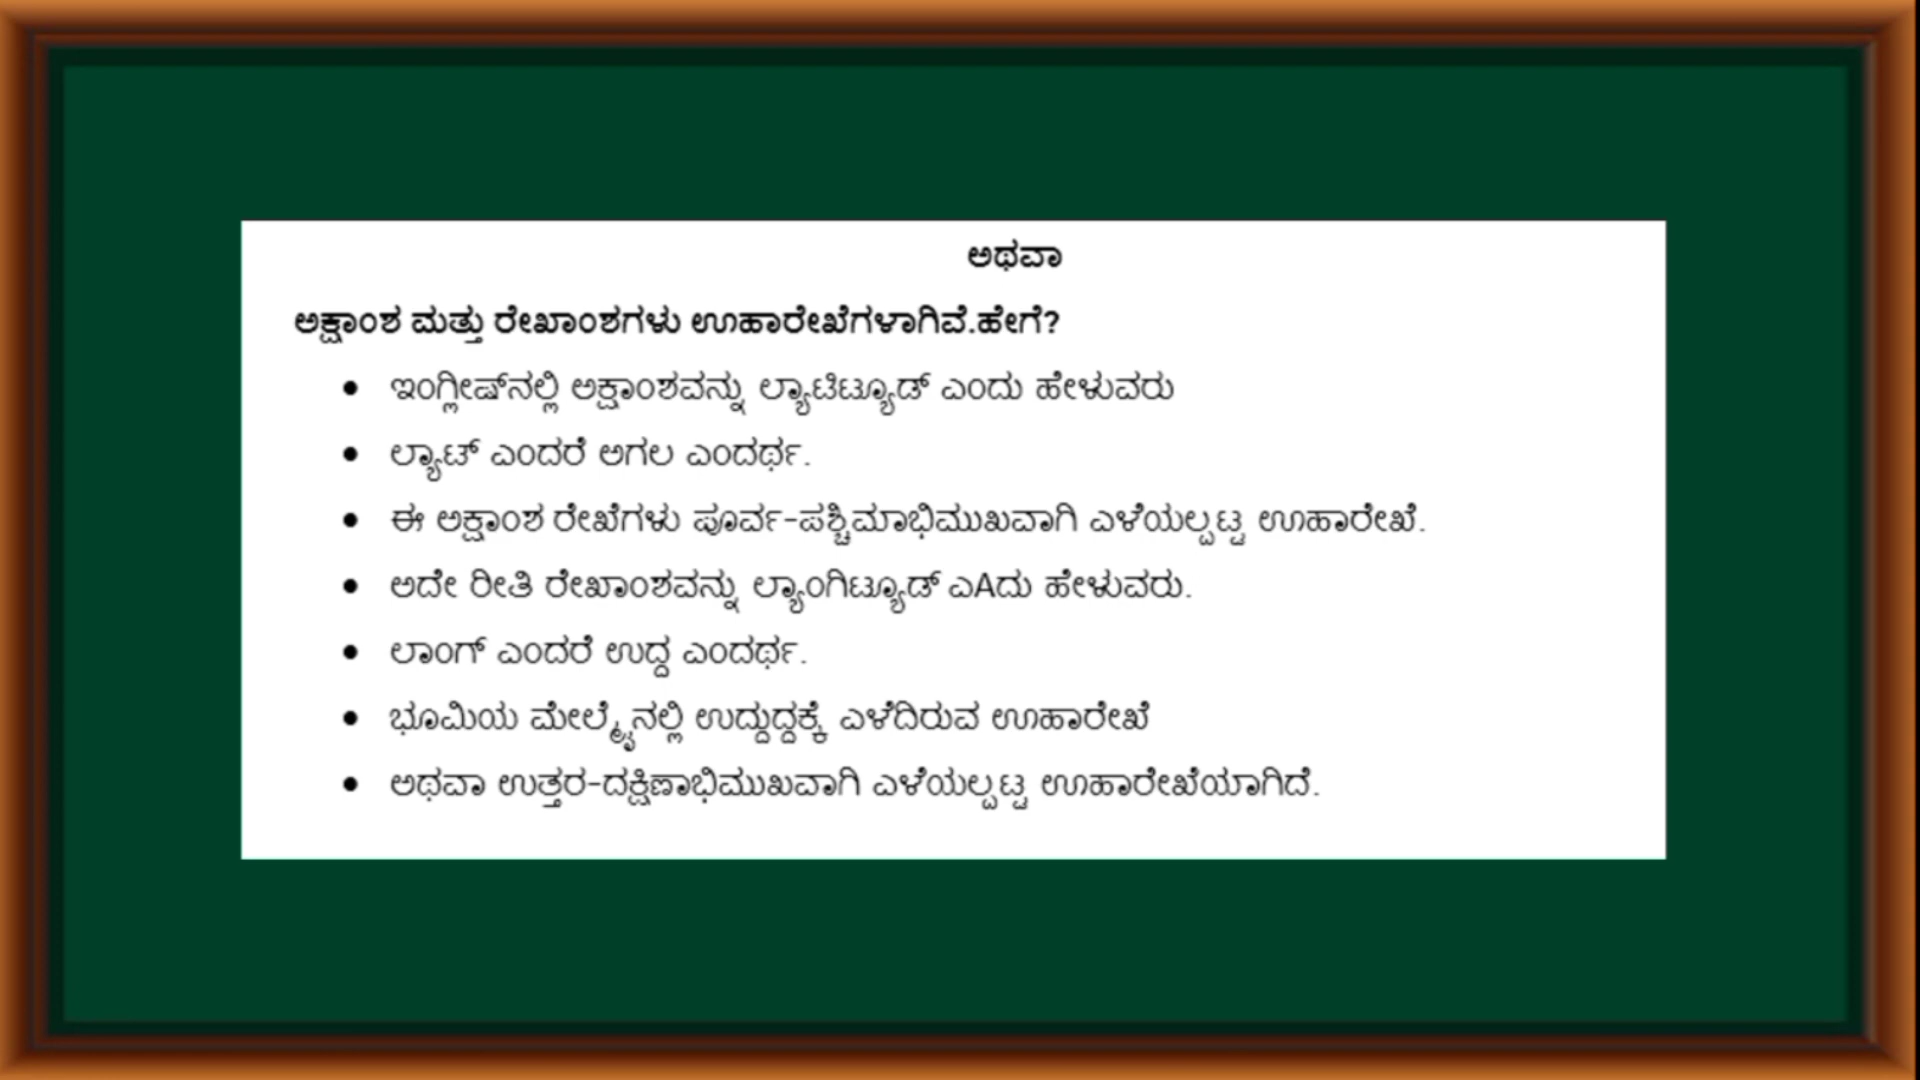 ಅಥವಾ
ಅಕ್ಷಾಂಶ ಮತ್ತು ರೇಖಾಂಶಗಳು ಊಹಾರೇಖೆಗಳಾಗಿವೆ.ಹೇಗೆ?
• ಇಂಗ್ಲೀಷ್‌ನಲ್ಲಿ ಅಕ್ಷಾಂಶವನ್ನು ಲ್ಯಾಟಿಟ್ಯೂಡ್ ಎಂದು ಹೇಳುವರು
• ಲ್ಯಾಟ್ ಎಂದರೆ ಅಗಲ ಎಂದರ್ಥ.
• ಈ ಅಕ್ಷಾಂಶ ರೇಖೆಗಳು ಪೂರ್ವ-ಪಶ್ಚಿಮಾಭಿಮುಖವಾಗಿ ಎಳೆಯಲ್ಪಟ್ಟ ಊಹಾರೇಖೆ.
• ಅದೇ ರೀತಿ ರೇಖಾಂಶವನ್ನು ಲ್ಯಾಂಗಿಟ್ಯೂಡ್ ಎAದು ಹೇಳುವರು.
• ಲಾಂಗ್ ಎಂದರೆ ಉದ್ದ ಎಂದರ್ಥ.
• ಭೂಮಿಯ ಮೇಲ್ಮೈನಲ್ಲಿ ಉದ್ದುದ್ದಕ್ಕೆ ಎಳೆದಿರುವ ಊಹಾರೇಖೆ
• ಅಥವಾ ಉತ್ತರ-ದಕ್ಷಿಣಾಭಿಮುಖವಾಗಿ ಎಳೆಯಲ್ಪಟ್ಟ ಊಹಾರೇಖೆಯಾಗಿದೆ.